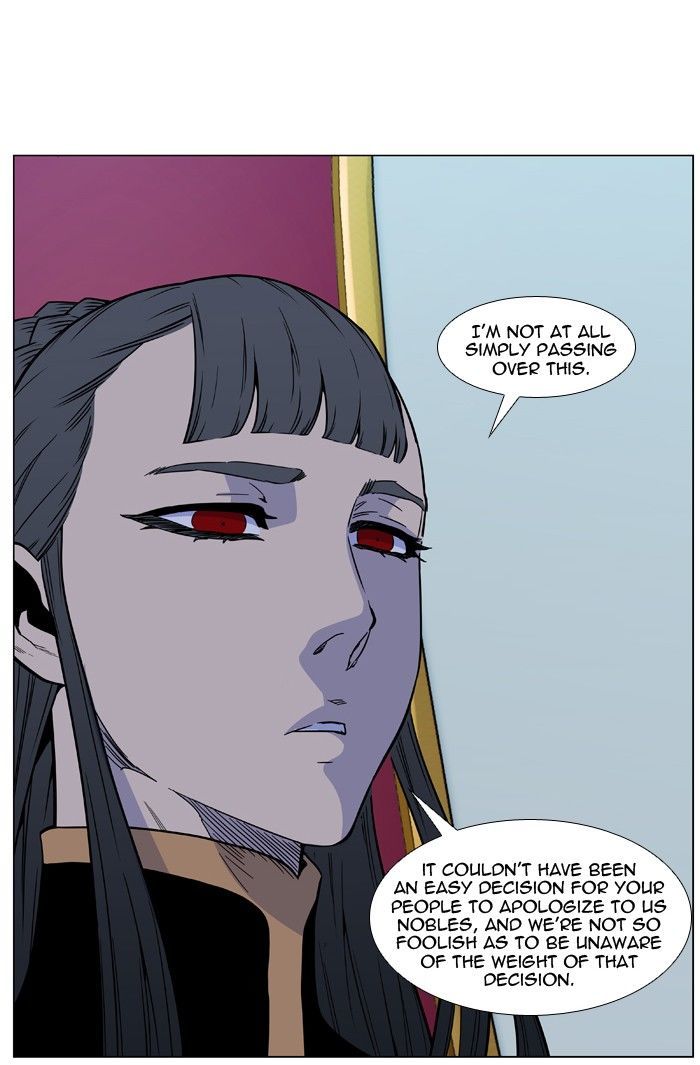 I'M NOT AT ALL
SIMPLY PASSING
OVER THIS.
IT COULDN'T HAVE BEEN
AN EASY DECISION FOR YOUR
PEOPLE TO APOLOGIZE TO US
NOBLES, AND WE'RE NOT SO
FOOLISH AS TO BE UNAWARE
OF THE WEIGHT OF THAT
DECISION.